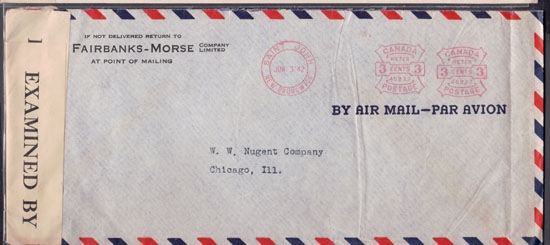 I EXAMINED BY
IF NOT DELIVERED RETURN TO
FAIRBANKS-MORSE COMPANY LIMITED
AT POINT OF MAILING
SAINT JOHN
NEW BRUNSWICK
CANADA
METER
3 CENTS 3
POSTAGE
CANADA
METER
3 CENTS 3
POSTAGE
BY AIR MAIL—PAR AVION
W. W. Nugent Company
Chicago, Ill.